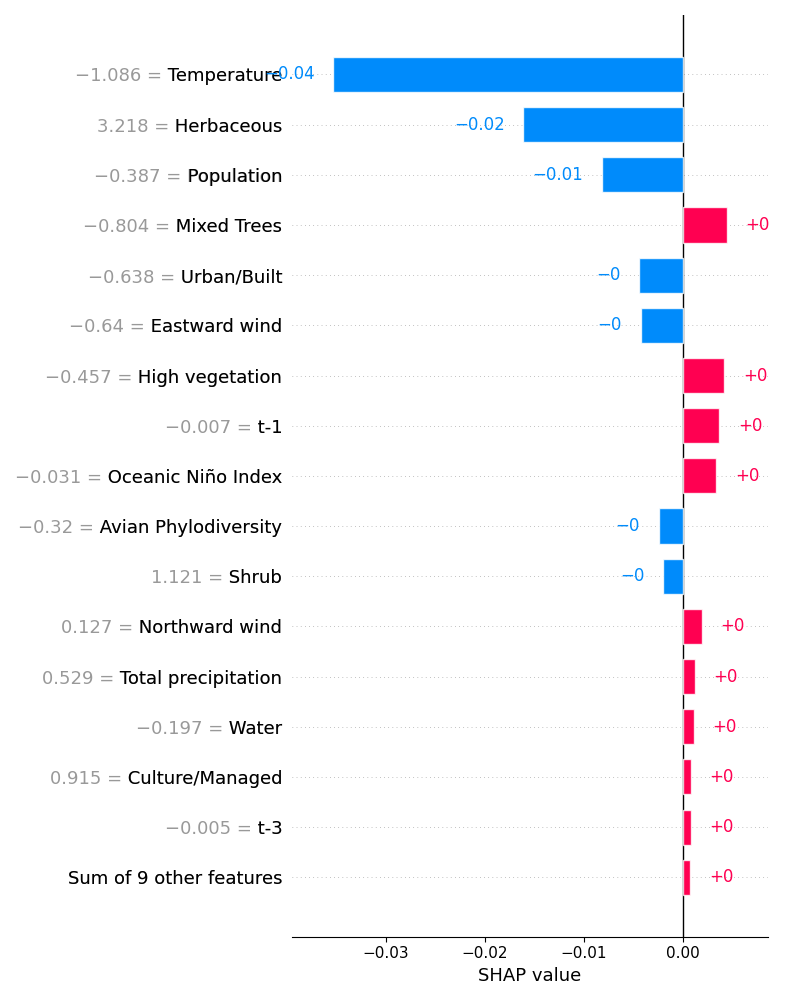 −1.086 = Temperature −0.04
3.218 = Herbaceous −0.02
−0.387 = Population −0.01
−0.804 = Mixed Trees +0
−0.638 = Urban/Built −0
−0.64 = Eastward wind −0
−0.457 = High vegetation +0
−0.007 = t-1 +0
−0.031 = Oceanic Niño Index +0
−0.32 = Avian Phylodiversity −0
1.121 = Shrub −0
0.127 = Northward wind +0
0.529 = Total precipitation +0
−0.197 = Water +0
0.915 = Culture/Managed +0
−0.005 = t-3 +0
Sum of 9 other features +0
−0.03 −0.02 −0.01 0.00
SHAP value